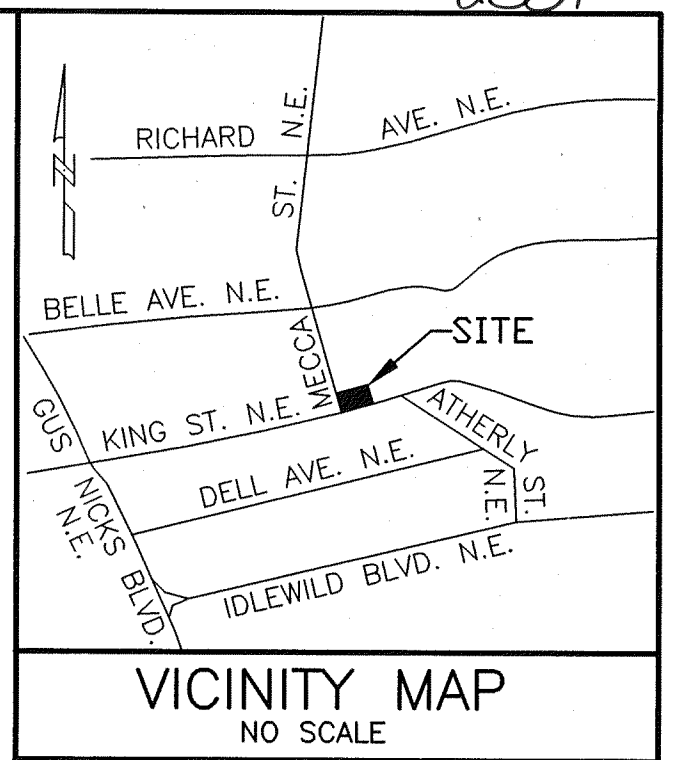 RICHARD AVE. N.E.
MECCA ST. N.E.
BELLE AVE. N.E.
SITE
GUS NICKS BLVD. N.E.
KING ST. N.E.
ATHERLY ST. N.E.
DELL AVE. N.E.
IDLEWILD BLVD. N.E.
N
VICINITY MAP
NO SCALE